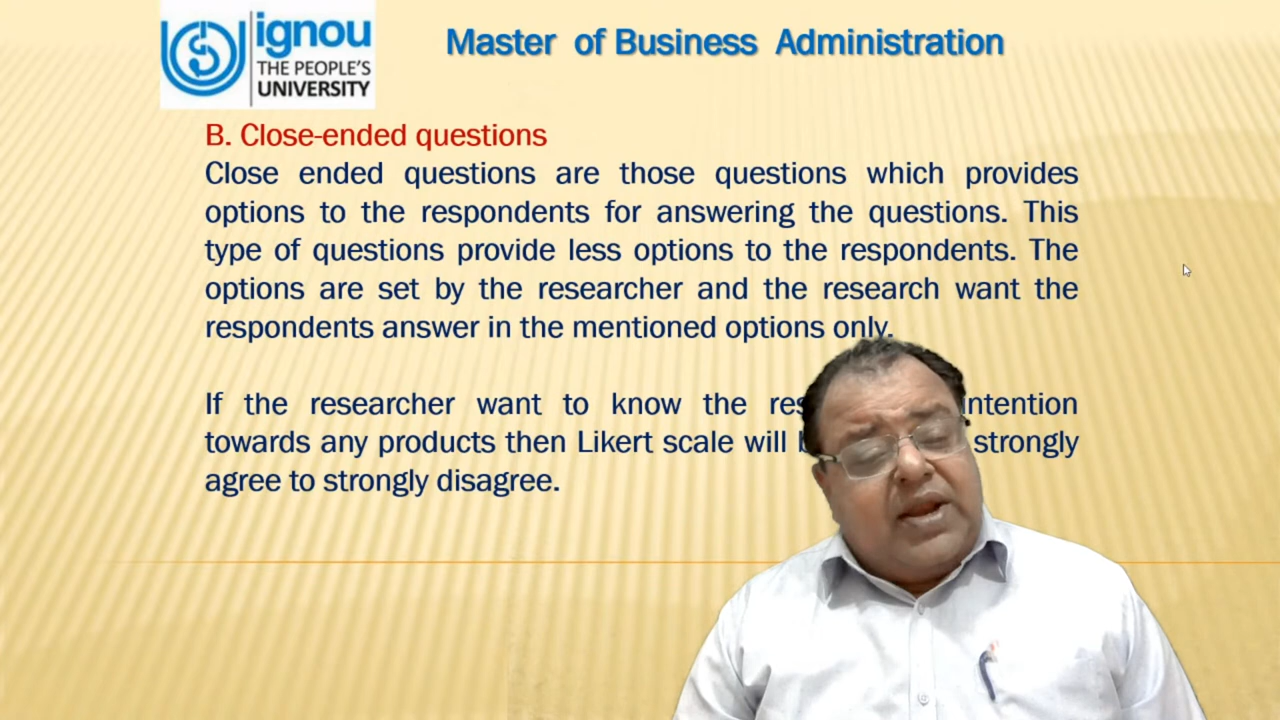 ignou
THE PEOPLE'S
UNIVERSITY
Master of Business Administration
B. Close-ended questions
Close ended questions are those questions which provides
options to the respondents for answering the questions. This
type of questions provide less options to the respondents. The
options are set by the researcher and the research want the
respondents answer in the mentioned options only.
If the researcher want to know the intention
towards any products then Likert scale will strongly
agree to strongly disagree.